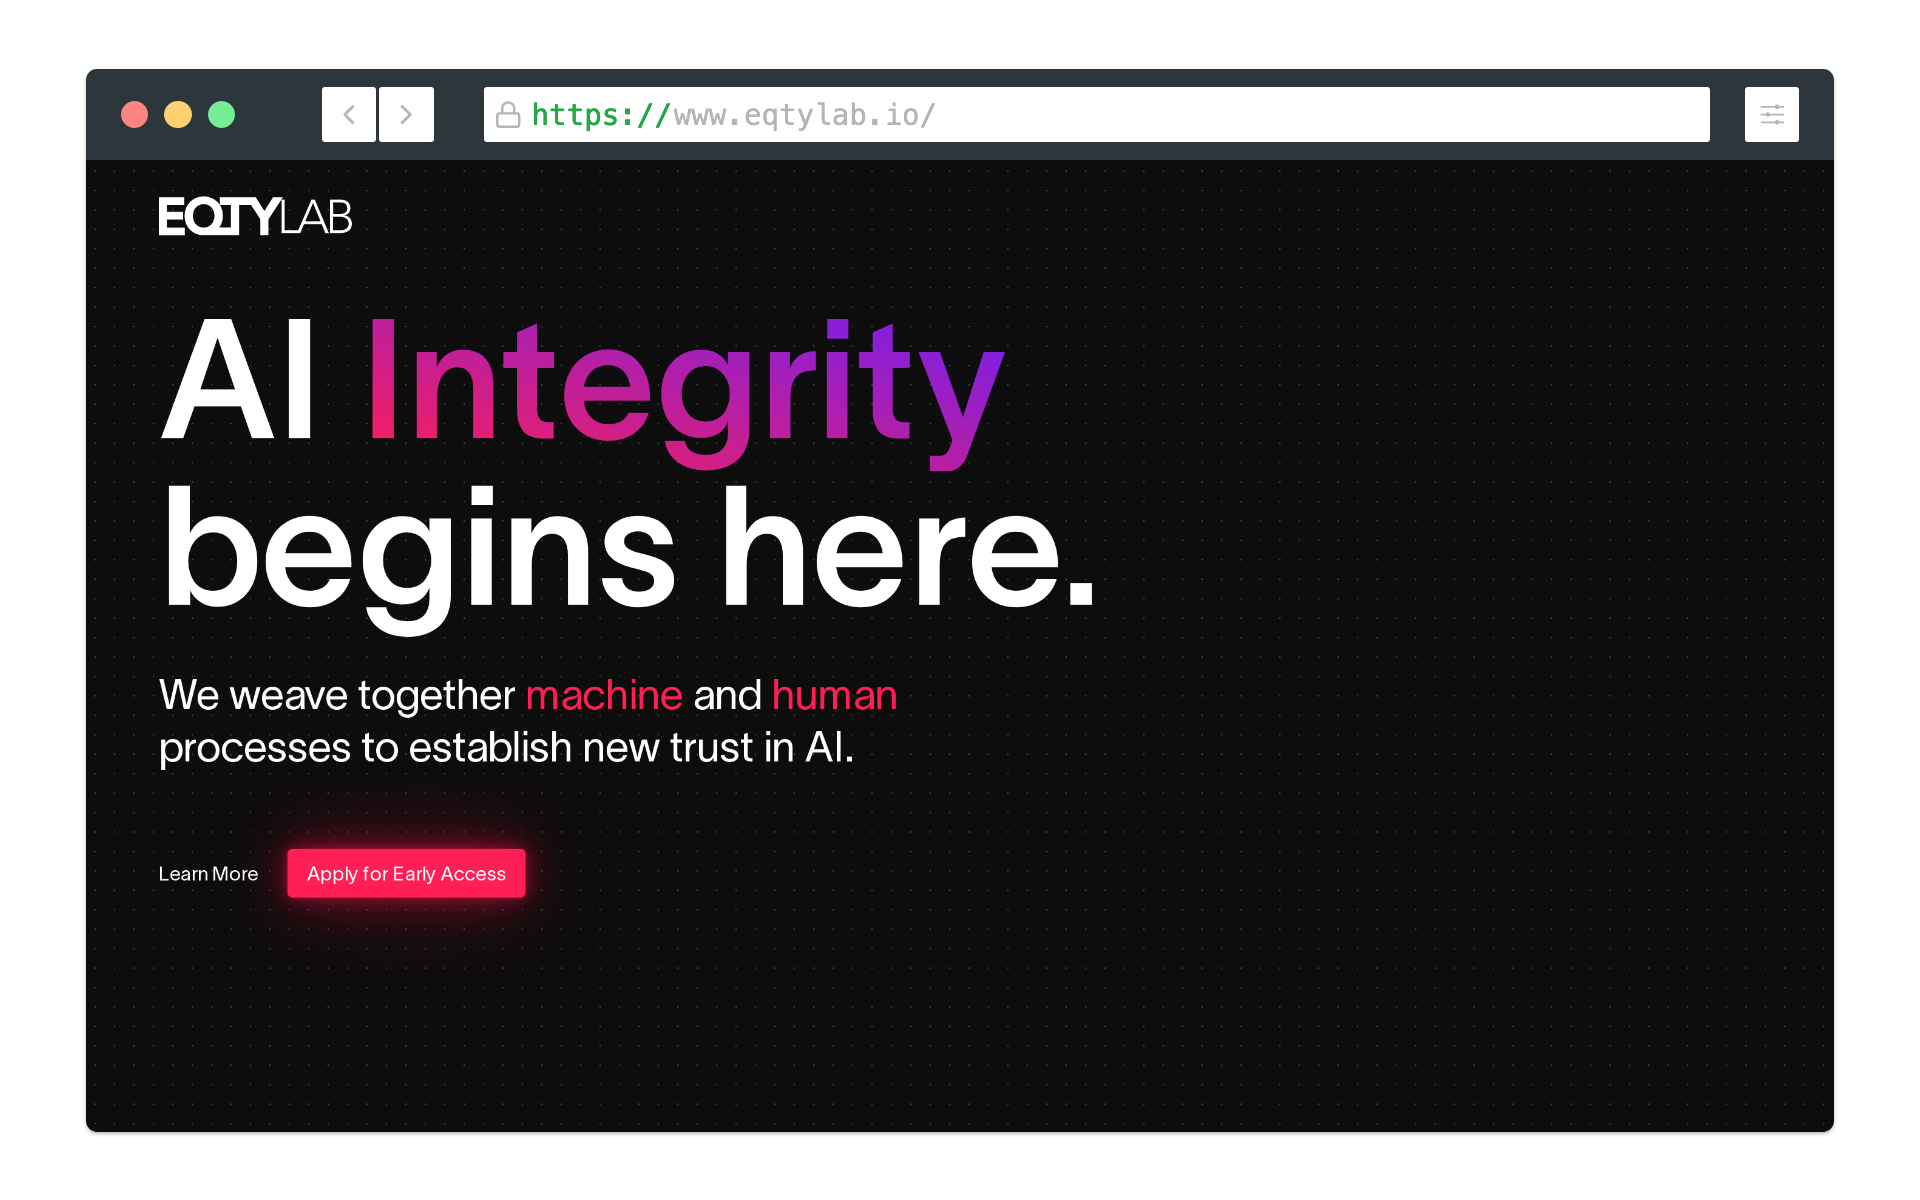 https://www.eqtylab.io/
EQTYLAB
AI Integrity
begins here.
We weave together machine and human
processes to establish new trust in AI.
Learn More Apply for Early Access